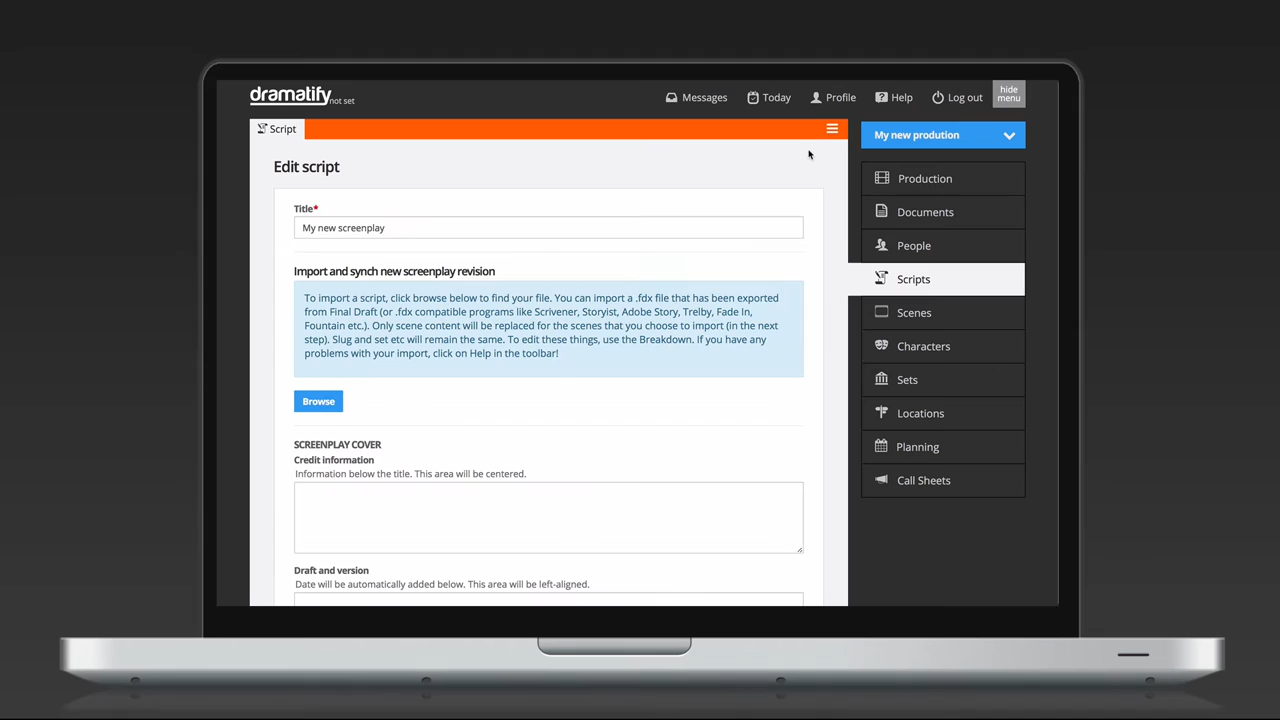 dramatify not set
Messages
Today
Profile
Help
Log out
hide menu
Script
My new prodution
Edit script
Title*
My new screenplay
Import and synch new screenplay revision
To import a script, click browse below to find your file. You can import a .fdx file that has been exported
from Final Draft (or .fdx compatible programs like Scrivener, Storyist, Adobe Story, Trelby, Fade In,
Fountain etc.). Only scene content will be replaced for the scenes that you choose to import (in the next
step). Slug and set etc will remain the same. To edit these things, use the Breakdown. If you have any
problems with your import, click on Help in the toolbar!
Browse
SCREENPLAY COVER
Credit information
Information below the title. This area will be centered.
Draft and version
Date will be automatically added below. This area will be left-aligned.
Production
Documents
People
Scripts
Scenes
Characters
Sets
Locations
Planning
Call Sheets